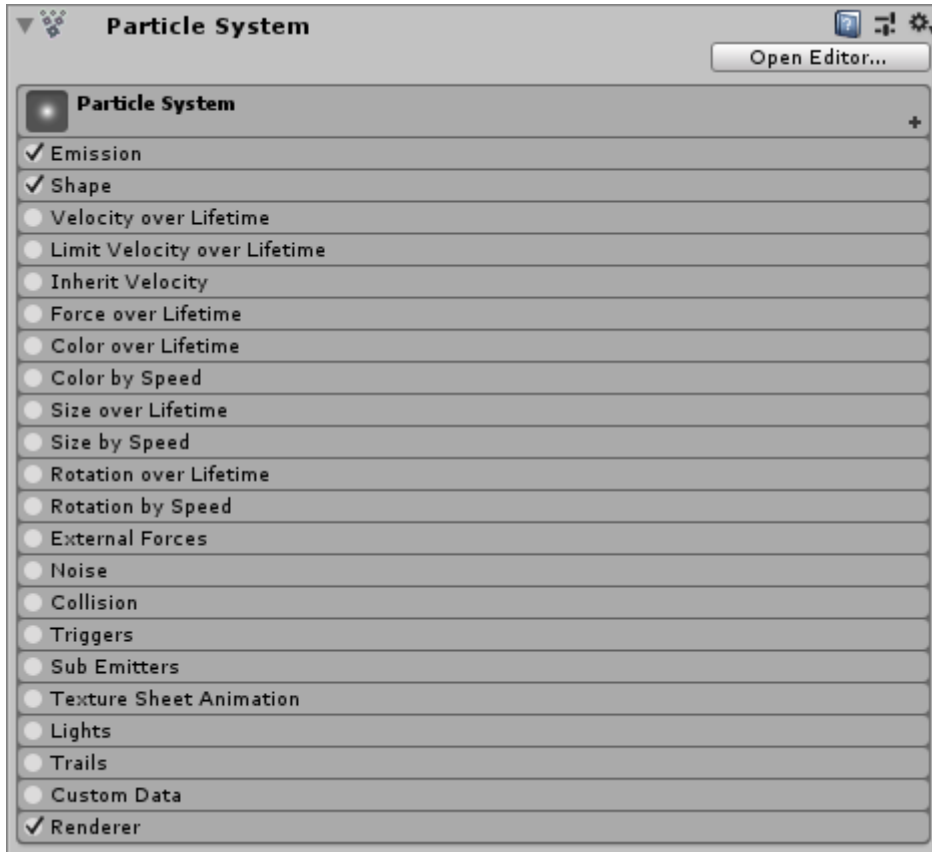 Particle System
Open Editor...
Particle System
Emission
Shape
Velocity over Lifetime
Limit Velocity over Lifetime
Inherit Velocity
Force over Lifetime
Color over Lifetime
Color by Speed
Size over Lifetime
Size by Speed
Rotation over Lifetime
Rotation by Speed
External Forces
Noise
Collision
Triggers
Sub Emitters
Texture Sheet Animation
Lights
Trails
Custom Data
Renderer